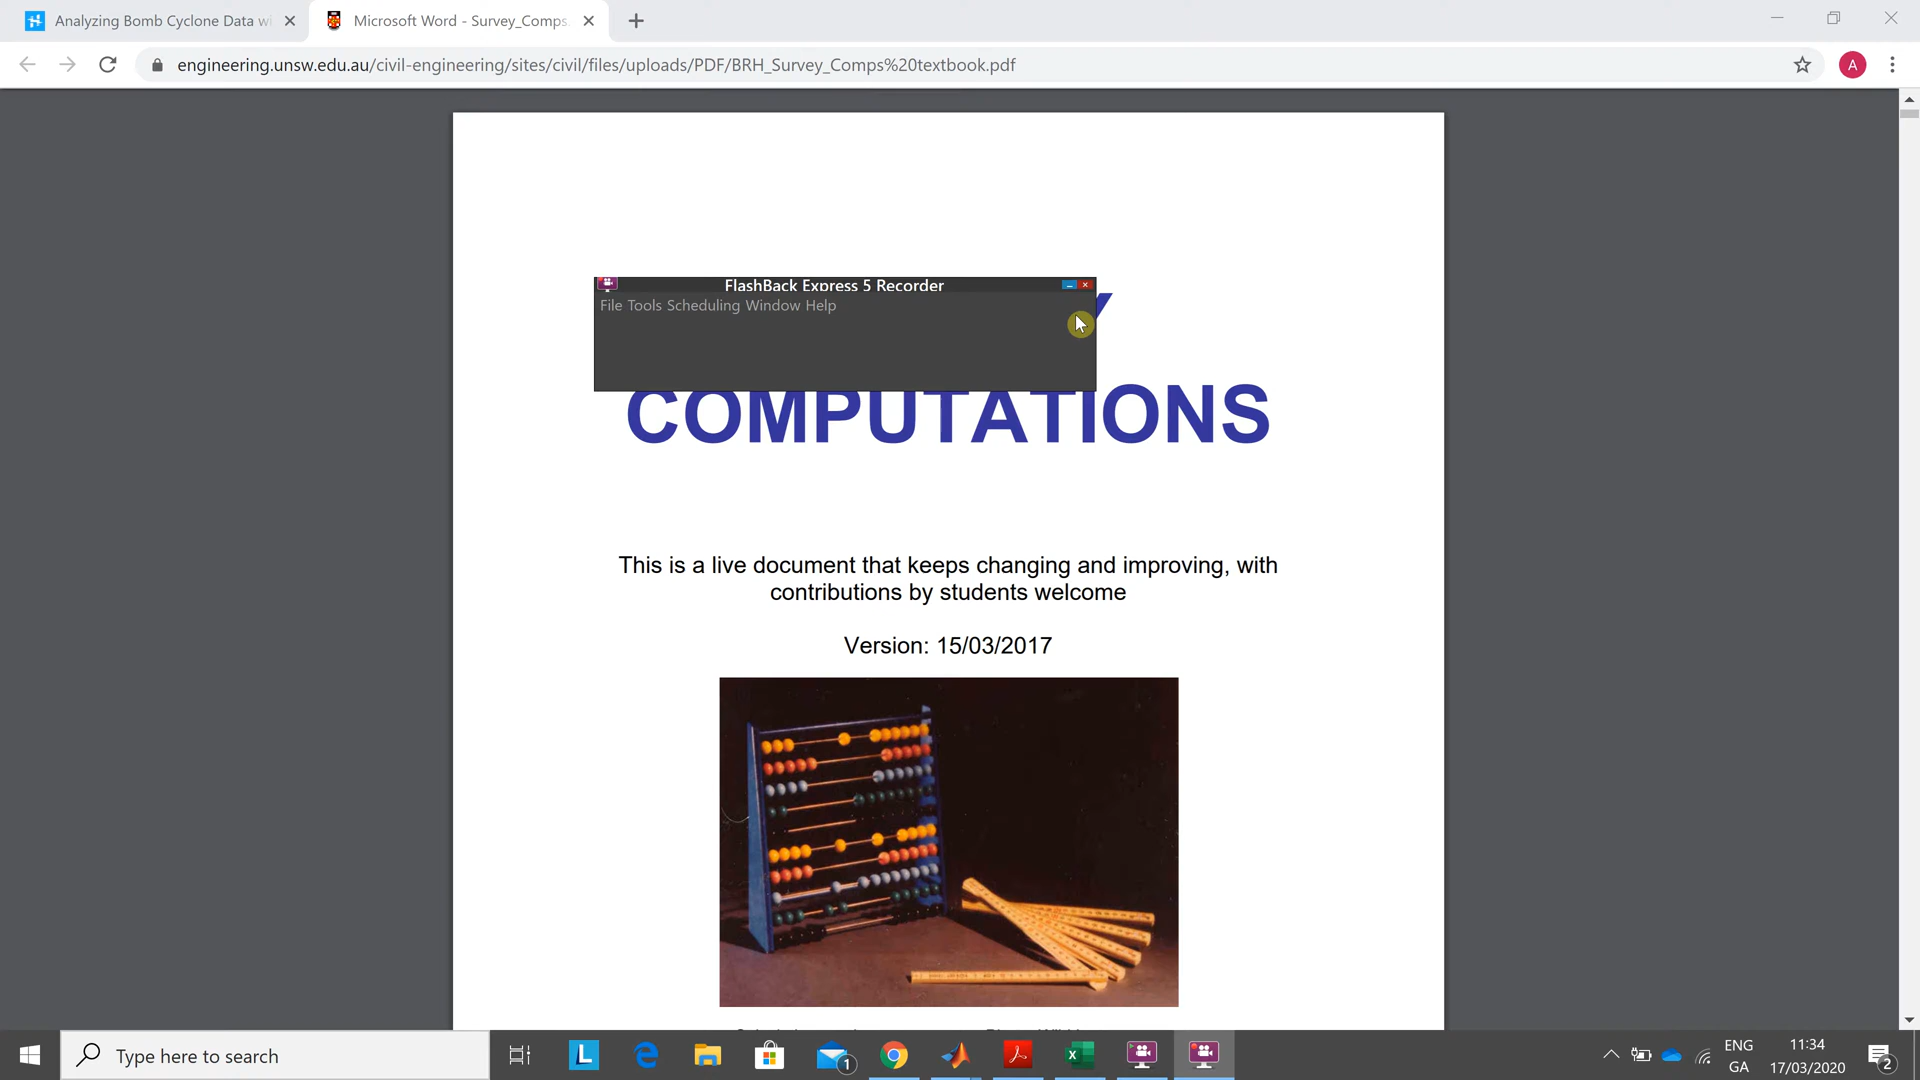 Analyzing Bomb Cyclone Data wi
Microsoft Word - Survey_Comps
engineering.unsw.edu.au/civil-engineering/sites/civil/files/uploads/PDF/BRH_Survey_Comps%20textbook.pdf
A
FlashBack Express 5 Recorder
File Tools Scheduling Window Help
COMPUTATIONS
This is a live document that keeps changing and improving, with
contributions by students welcome
Version: 15/03/2017
Type here to search
L
1
ENG
GA
11:34
17/03/2020
2